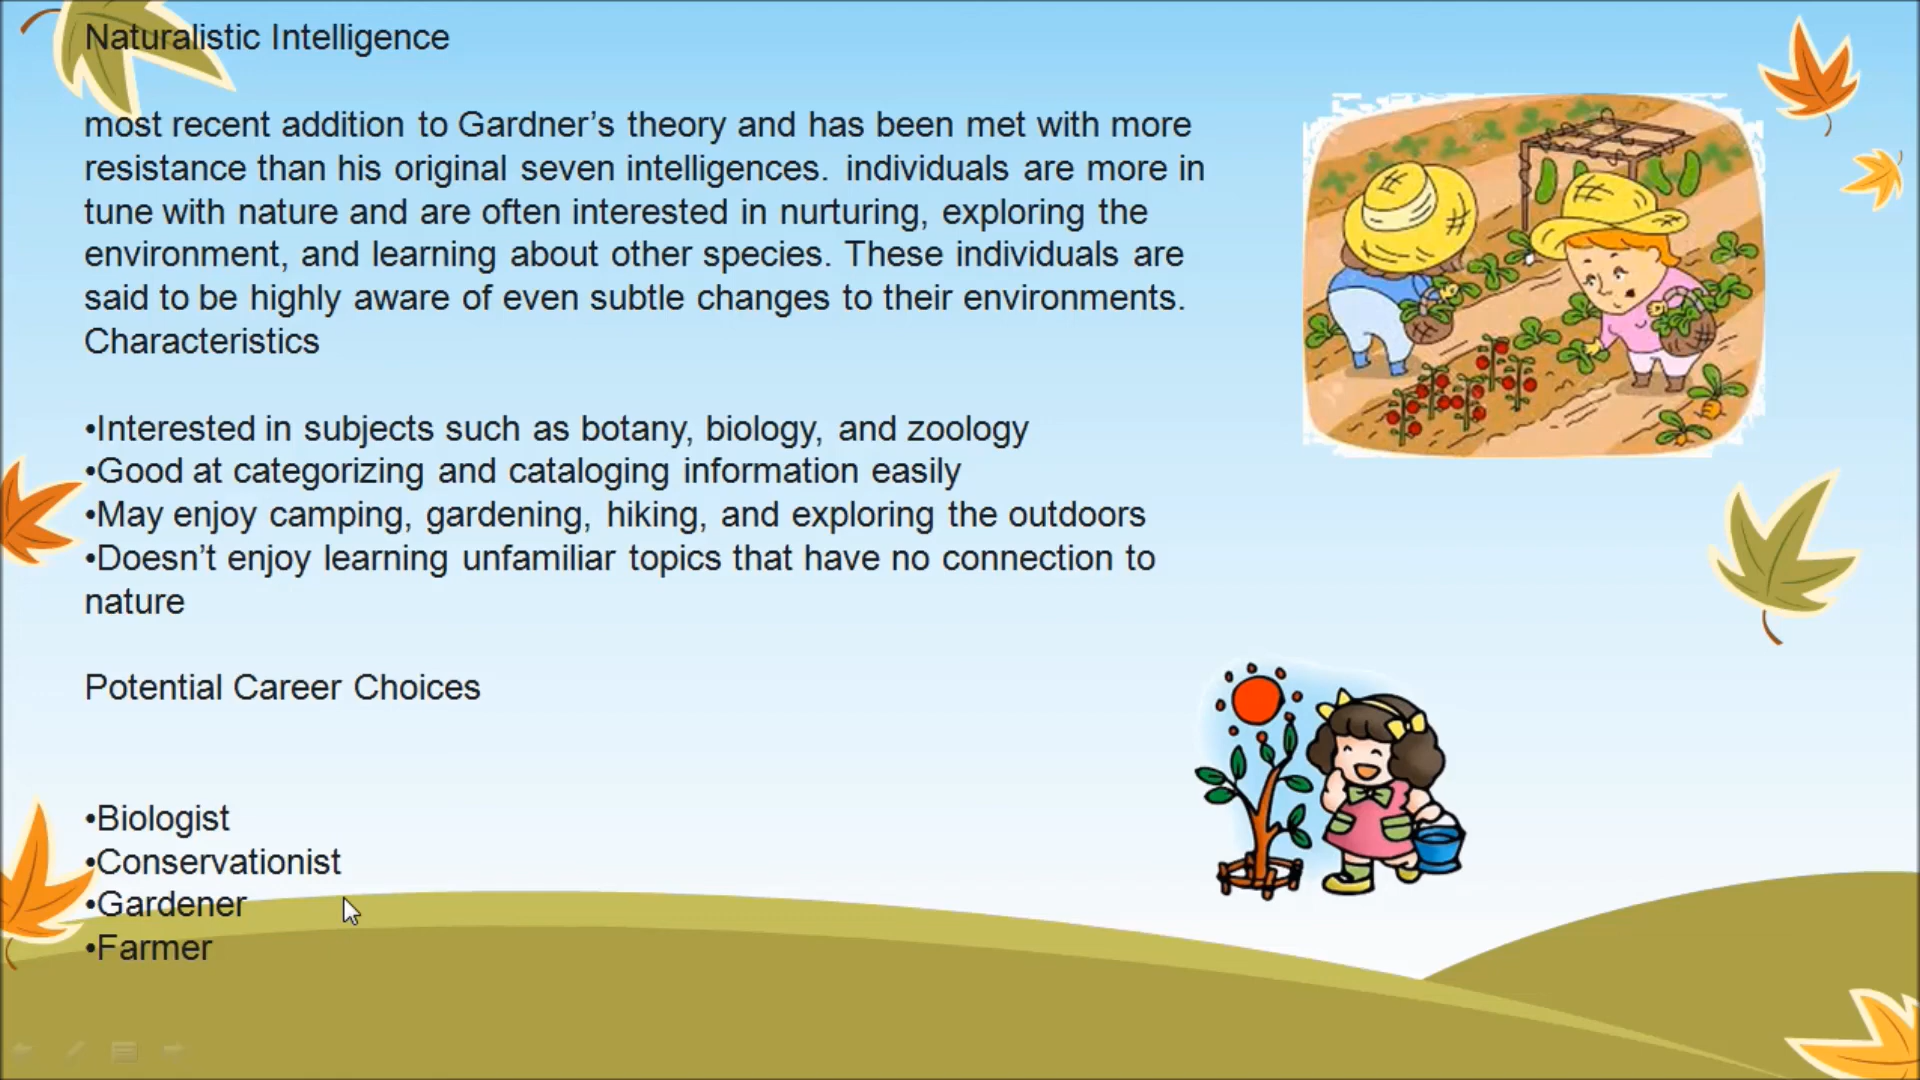 Naturalistic Intelligence
most recent addition to Gardner’s theory and has been met with more
resistance than his original seven intelligences. individuals are more in
tune with nature and are often interested in nurturing, exploring the
environment, and learning about other species. These individuals are
said to be highly aware of even subtle changes to their environments.
Characteristics
•Interested in subjects such as botany, biology, and zoology
•Good at categorizing and cataloging information easily
•May enjoy camping, gardening, hiking, and exploring the outdoors
•Doesn’t enjoy learning unfamiliar topics that have no connection to
nature
Potential Career Choices
•Biologist
•Conservationist
•Gardener
•Farmer